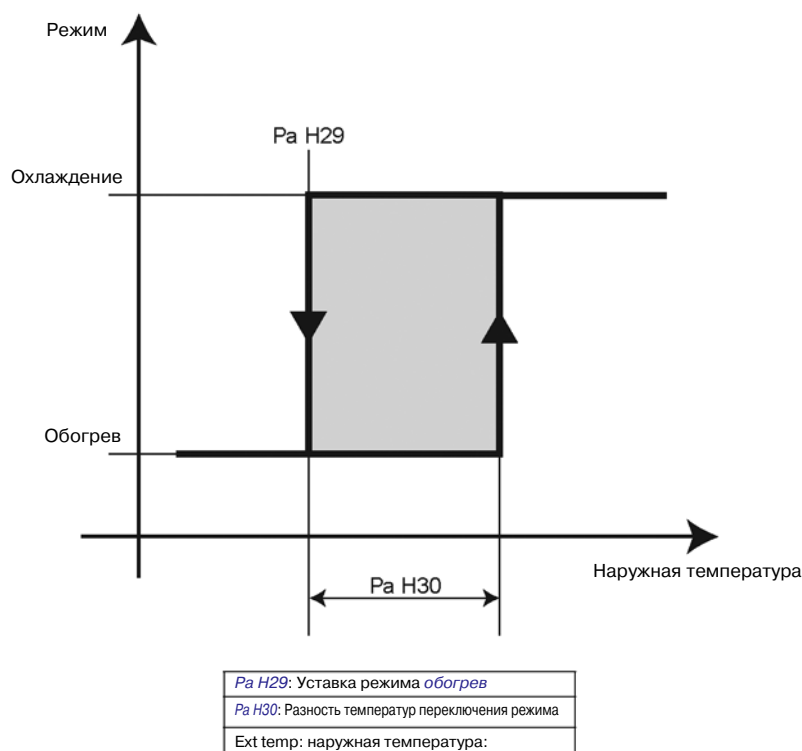 Режим
Pa H29
Охлаждение
Обогрев
Наружная температура
Pa H30
Pa H29: Уставка режима обогрев
Pa H30: Разность температур переключения режима
Ext temp: наружная температура: